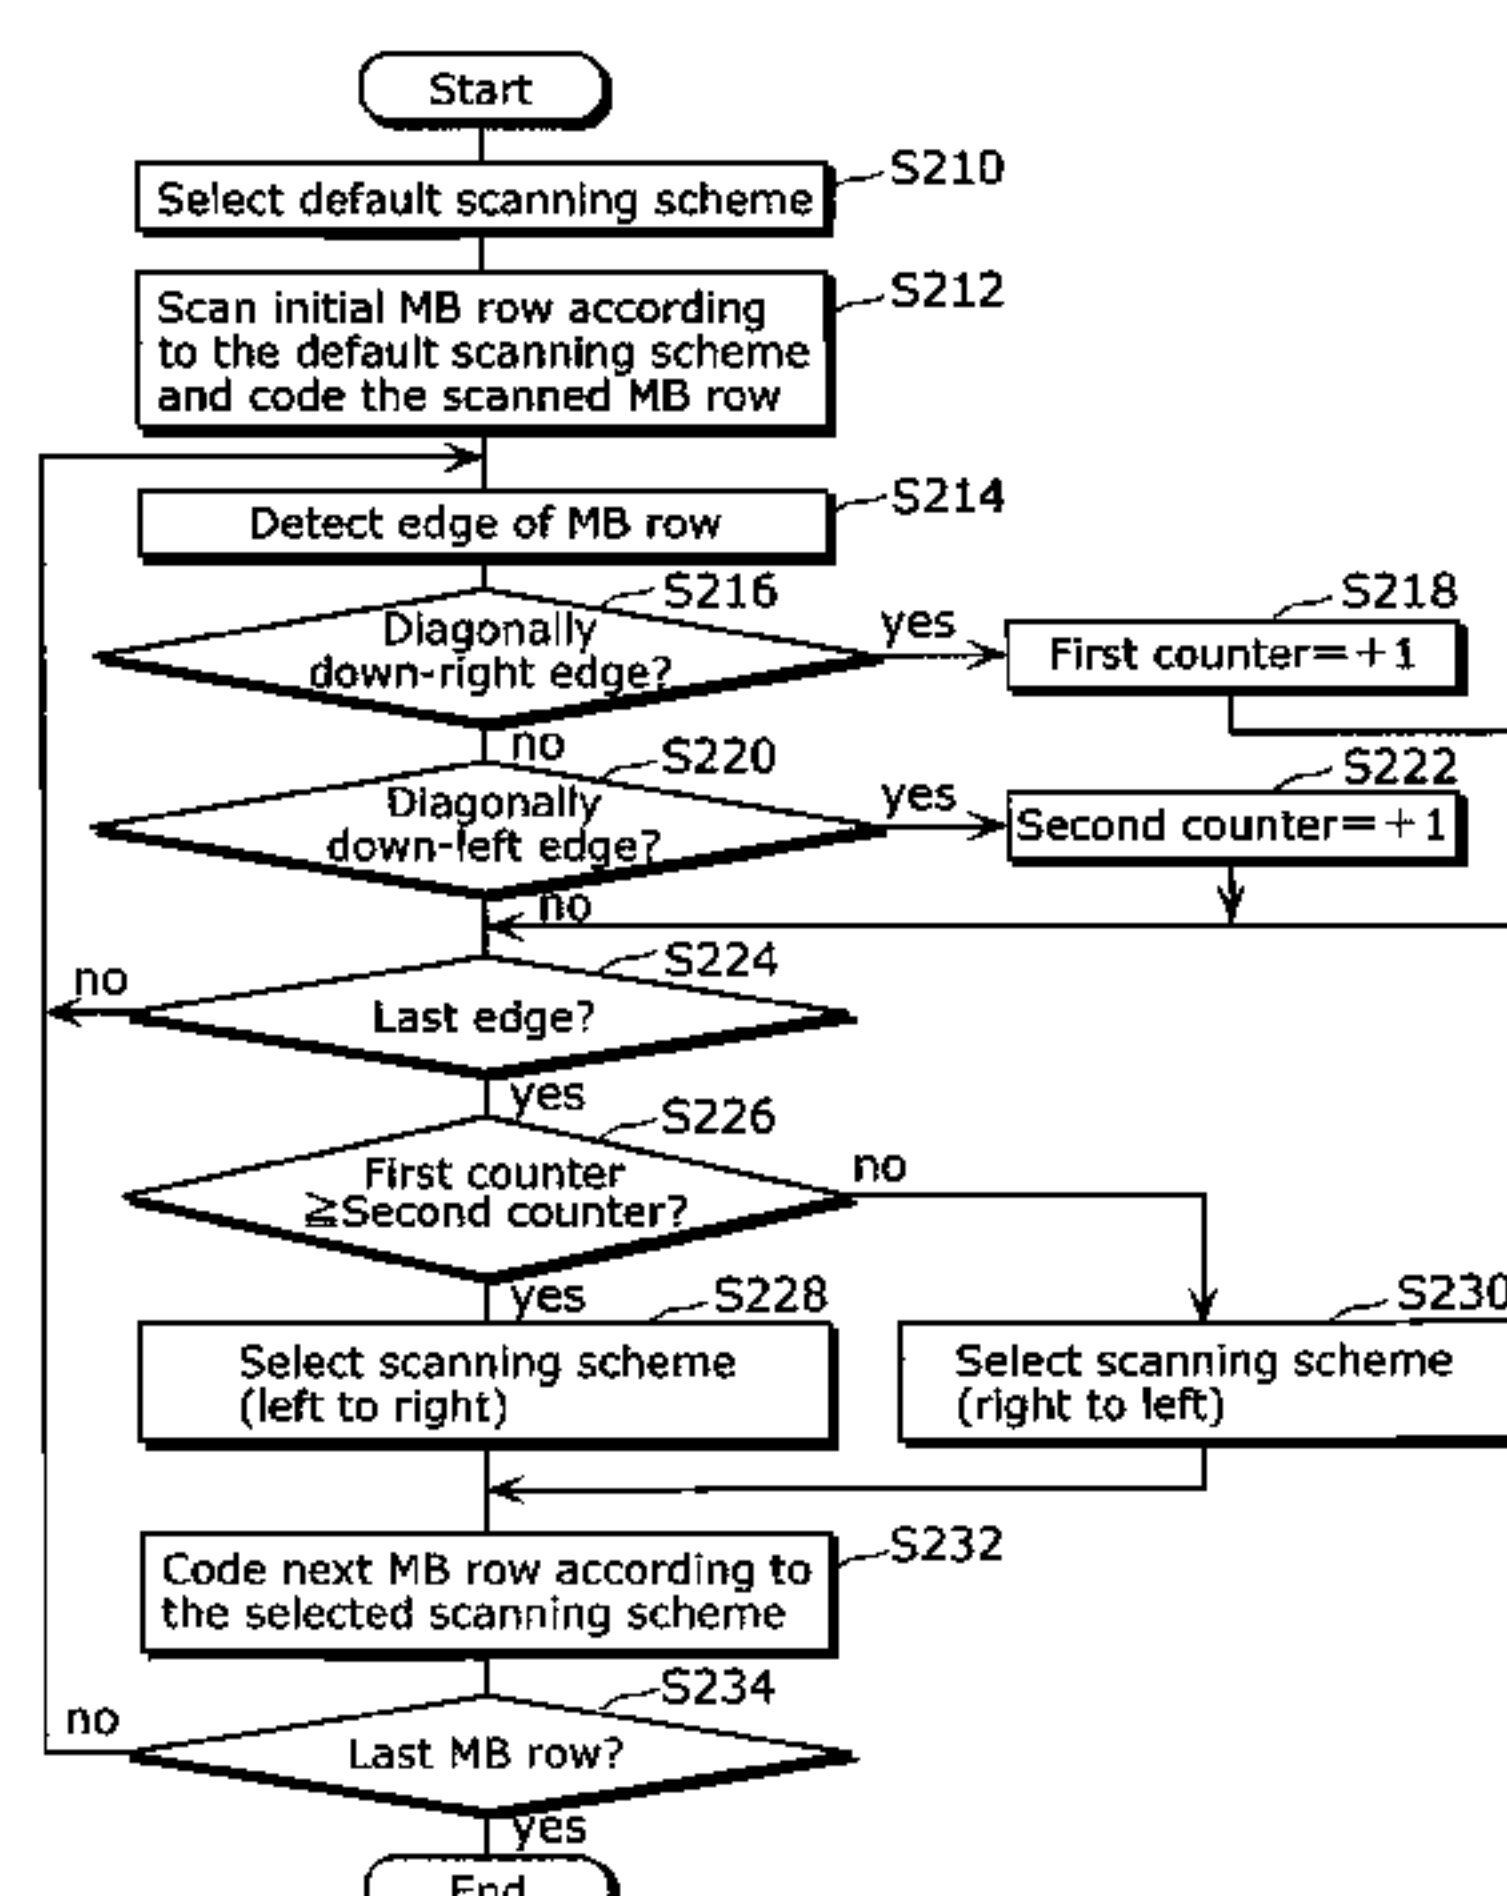 Start
S210
Select default scanning scheme
S212
Scan initial MB row according
to the default scanning scheme
and code the scanned MB row
S214
Detect edge of MB row
S216
Diagonally
down-right edge?
yes
S218
First counter=+1
no
S220
Diagonally
down-left edge?
yes
S222
Second counter=+1
no
S224
Last edge?
no
yes
S226
First counter
≧Second counter?
no
yes
S228
Select scanning scheme
(left to right)
S230
Select scanning scheme
(right to left)
S232
Code next MB row according to
the selected scanning scheme
S234
Last MB row?
no
yes
End